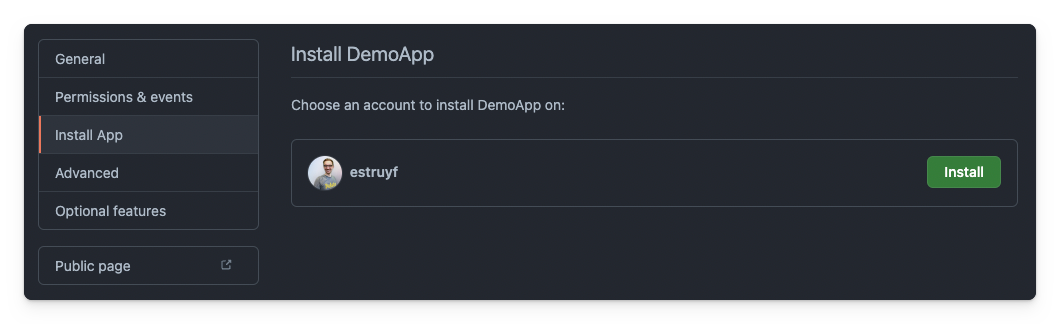 General
Permissions & events
Install App
Advanced
Optional features
Public page
Install DemoApp
Choose an account to install DemoApp on:
estruyf
Install